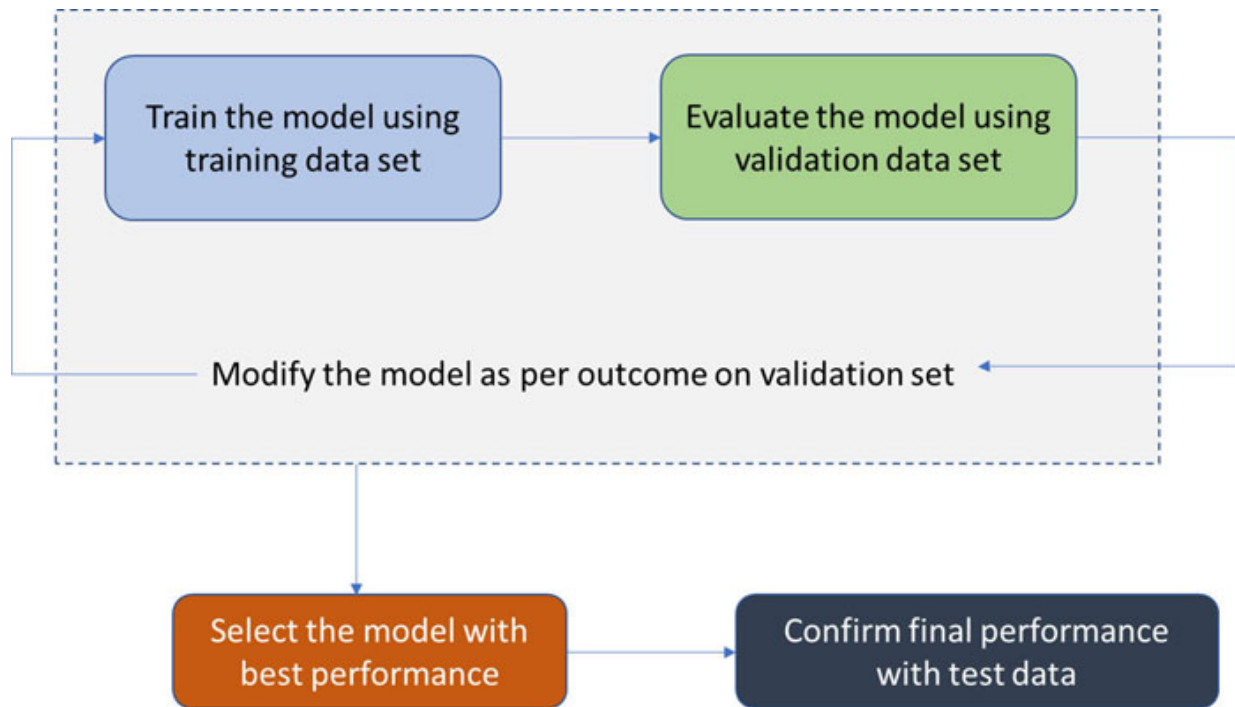 Train the model using
training data set
Evaluate the model using
validation data set
Modify the model as per outcome on validation set
Select the model with
best performance
Confirm final performance
with test data